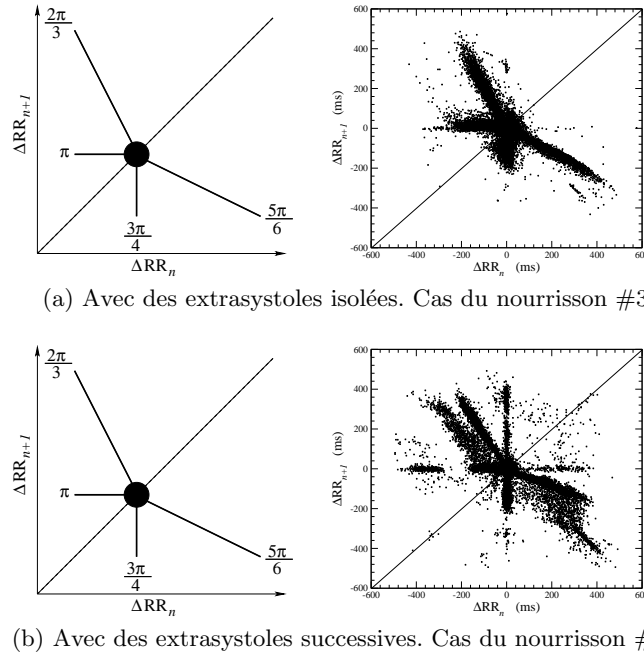 2π
3
ΔRRn+1
π
3π
4
5π
6
ΔRRn
600
400
200
0
-200
-400
-600
ΔRRn+1 (ms)
-600 -400 -200 0 200 400 600
ΔRRn (ms)
(a) Avec des extrasystoles isolées. Cas du nourrisson #3
2π
3
ΔRRn+1
π
3π
4
5π
6
ΔRRn
600
400
200
0
-200
-400
-600
ΔRRn+1 (ms)
-600 -400 -200 0 200 400 600
ΔRRn (ms)
(b) Avec des extrasystoles successives. Cas du nourrisson #